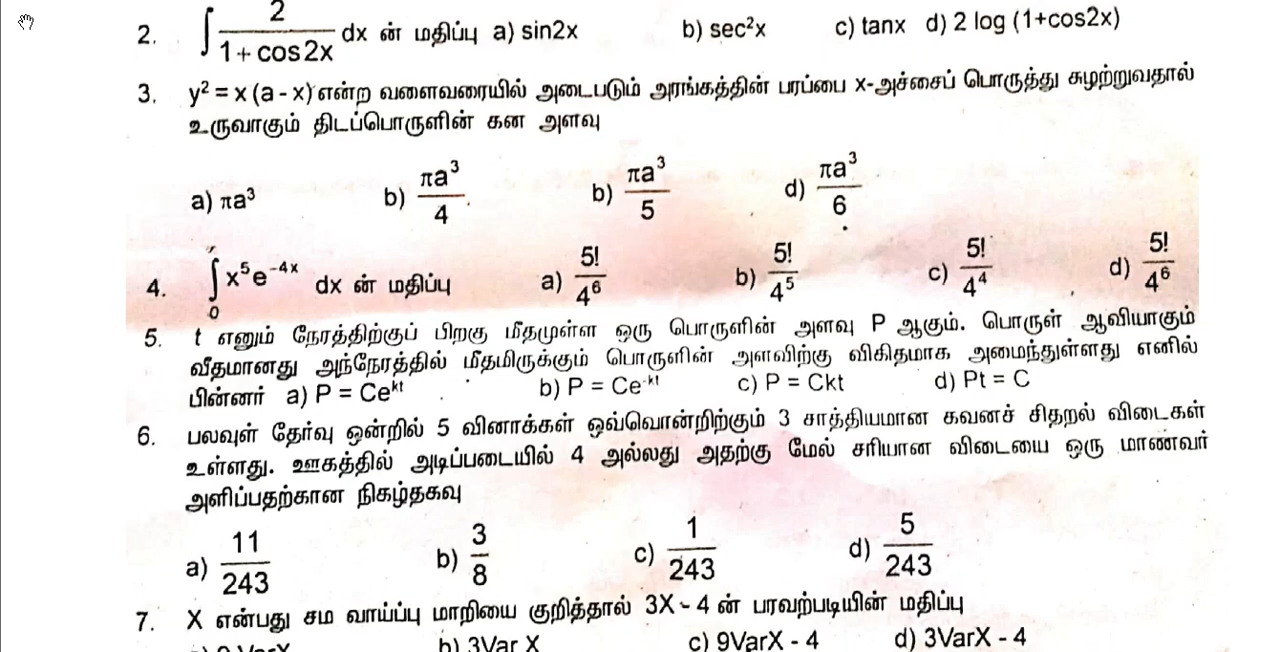 2. ∫ 2/(1+cos2x) dx ன் மதிப்பு a) sin2x b) sec²x c) tanx d) 2 log (1+cos2x)
3. y² = x (a - x) என்ற வளைவரையில் அடைபடும் அரங்கத்தின் பரப்பை x-அச்சைப் பொருத்து சுழற்றுவதால்
உருவாகும் திடப்பொருளின் கன அளவு
a) πa³ b) πa³/4 b) πa³/5 d) πa³/6
4. ∫₀ x⁵e⁻⁴ˣ dx ன் மதிப்பு a) 5!/4⁶ b) 5!/4⁵ c) 5!/4⁴ d) 5!/4⁶
5. t எனும் நேரத்திற்குப் பிறகு மீதமுள்ள ஒரு பொருளின் அளவு P ஆகும். பொருள் ஆவியாகும்
வீதமானது அந்நேரத்தில் மீதமிருக்கும் பொருளின் அளவிற்கு விகிதமாக அமைந்துள்ளது எனில்
பின்னர் a) P = Ceᵏᵗ b) P = Ce⁻ᵏᵗ c) P = Ckt d) Pt = C
6. பலவுள் தேர்வு ஒன்றில் 5 வினாக்கள் ஒவ்வொன்றிற்கும் 3 சாத்தியமான கவனச் சிதறல் விடைகள்
உள்ளது. ஊகத்தில் அடிப்படையில் 4 அல்லது அதற்கு மேல் சரியான விடையை ஒரு மாணவர்
அளிப்பதற்கான நிகழ்தகவு
a) 11/243 b) 3/8 c) 1/243 d) 5/243
7. X என்பது சம வாய்ப்பு மாறியை குறித்தால் 3X - 4 ன் பரவற்படியின் மதிப்பு
b) 3Var X c) 9VarX - 4 d) 3VarX - 4